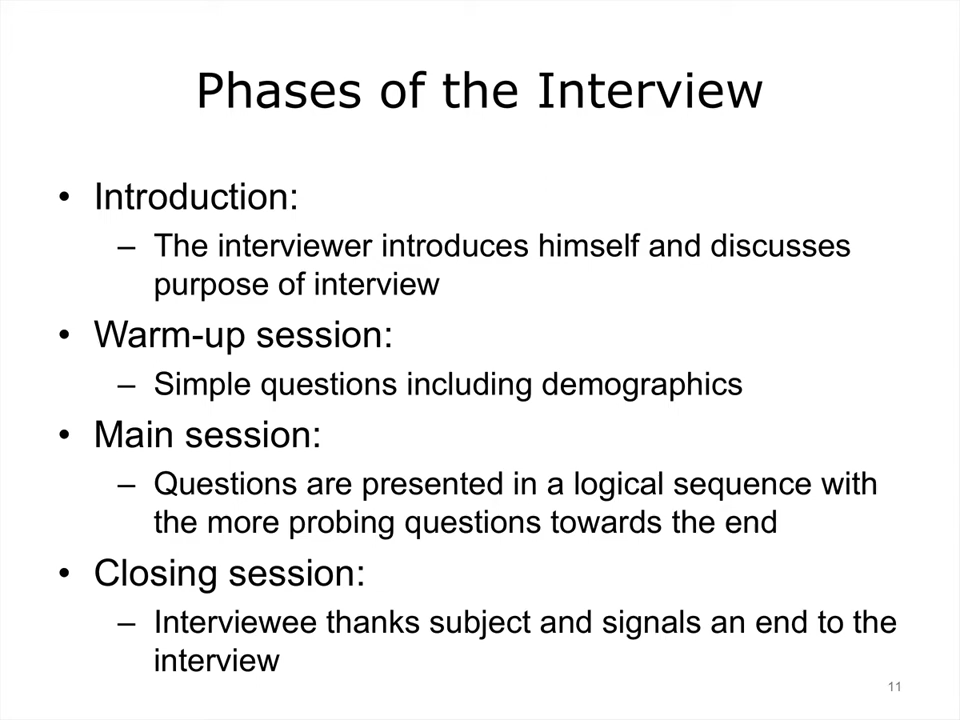 Phases of the Interview
• Introduction:
– The interviewer introduces himself and discusses
purpose of interview
• Warm-up session:
– Simple questions including demographics
• Main session:
– Questions are presented in a logical sequence with
the more probing questions towards the end
• Closing session:
– Interviewee thanks subject and signals an end to the
interview
11